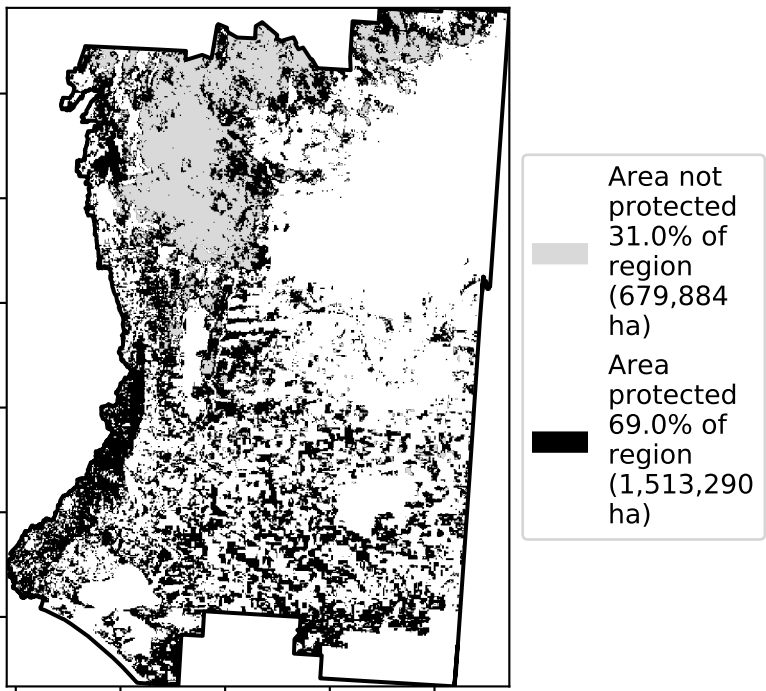 Area not
protected
31.0% of
region
(679,884
ha)
Area
protected
69.0% of
region
(1,513,290
ha)